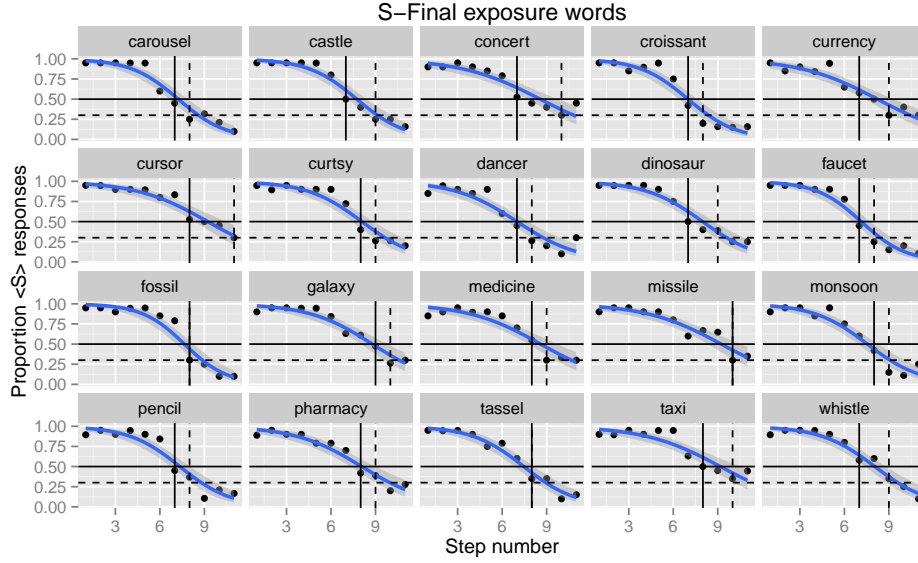 S−Final exposure words
carousel castle concert croissant currency
1.00
0.75
0.50
0.25
0.00
cursor curtsy dancer dinosaur faucet
1.00
0.75
0.50
0.25
0.00
fossil galaxy medicine missile monsoon
1.00
0.75
0.50
0.25
0.00
pencil pharmacy tassel taxi whistle
1.00
0.75
0.50
0.25
0.00
Proportion <S> responses
3 6 9 3 6 9 3 6 9 3 6 9 3 6 9
Step number